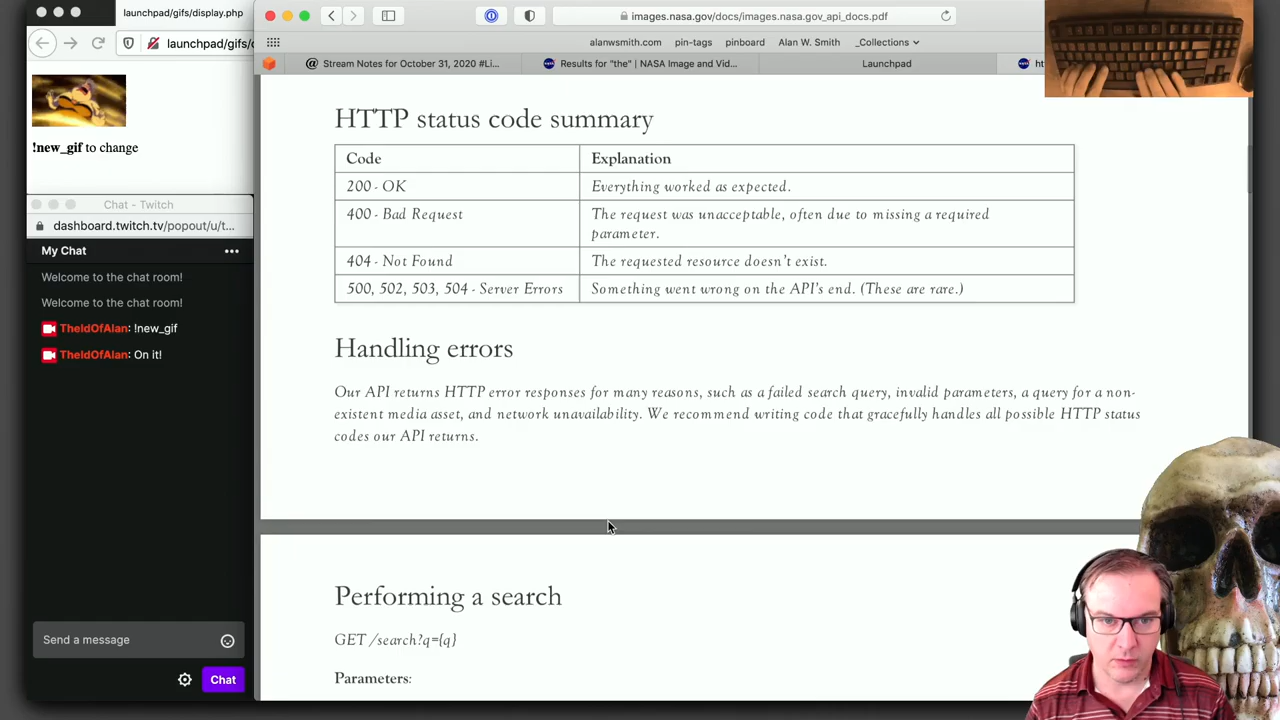 launchpad/gifs/display.php
launchpad/gifs/d
!new_gif to change
Chat - Twitch
dashboard.twitch.tv/popout/u/t...
My Chat
Welcome to the chat room!
Welcome to the chat room!
TheIdOfAlan: !new_gif
TheIdOfAlan: On it!
Send a message
Chat
images.nasa.gov/docs/images.nasa.gov_api_docs.pdf
alanwsmith.com pin-tags pinboard Alan W. Smith _Collections
Stream Notes for October 31, 2020 #Li... Results for "the" | NASA Image and Vid... Launchpad ht
HTTP status code summary
Code Explanation
200 - OK Everything worked as expected.
400 - Bad Request The request was unacceptable, often due to missing a required
parameter.
404 - Not Found The requested resource doesn't exist.
500, 502, 503, 504 - Server Errors Something went wrong on the API's end. (These are rare.)
Handling errors
Our API returns HTTP error responses for many reasons, such as a failed search query, invalid parameters, a query for a non-
existent media asset, and network unavailability. We recommend writing code that gracefully handles all possible HTTP status
codes our API returns.
Performing a search
GET /search?q={q}
Parameters: